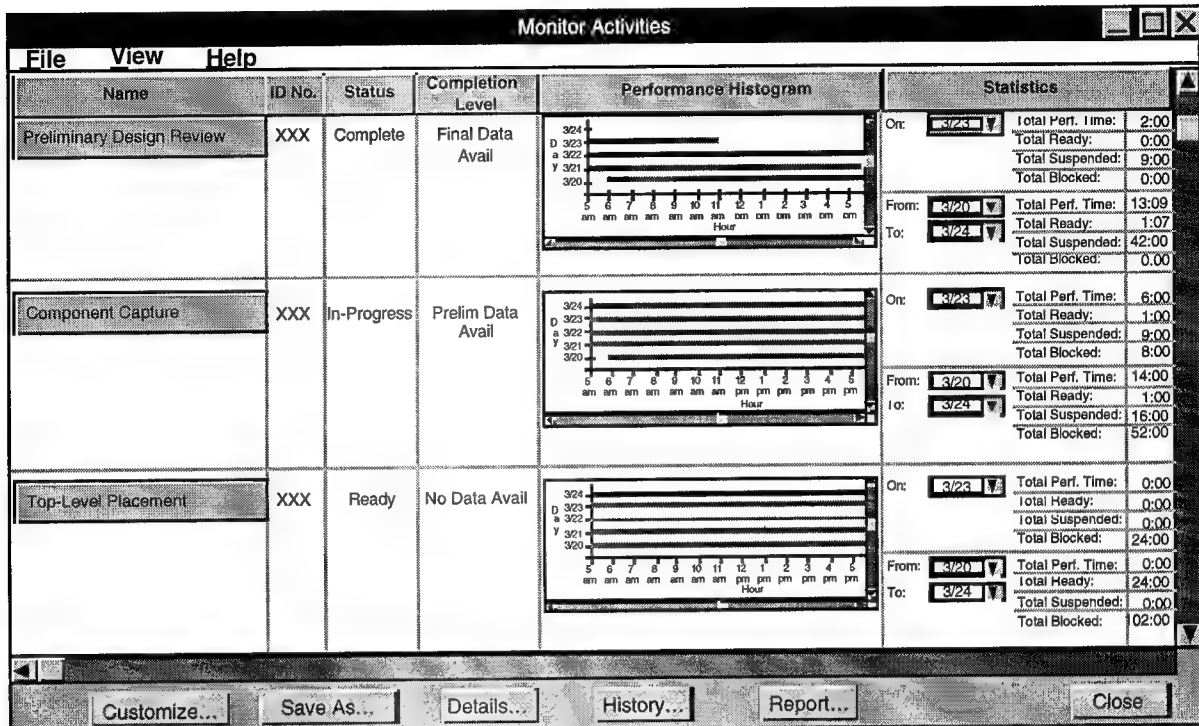 Monitor Activities
File View Help
Name ID No. Status Completion Level Performance Histogram Statistics
Preliminary Design Review XXX Complete Final Data Avail
3/24
3/23
3/22
3/21
3/20
Day
5 am 6 am 7 am 8 am 9 am 10 am 11 am 12 pm 1 pm 2 pm 3 pm 4 pm 5 pm
Hour
On: 3/23
Total Perf. Time: 2:00
Total Ready: 0:00
Total Suspended: 9:00
Total Blocked: 0:00
From: 3/20
To: 3/24
Total Perf. Time: 13:09
Total Ready: 1:07
Total Suspended: 42:00
Total Blocked: 0.00
Component Capture XXX In-Progress Prelim Data Avail
3/24
3/23
3/22
3/21
3/20
Day
5 am 6 am 7 am 8 am 9 am 10 am 11 am 12 pm 1 pm 2 pm 3 pm 4 pm 5 pm
Hour
On: 3/23
Total Perf. Time: 6:00
Total Ready: 1:00
Total Suspended: 9:00
Total Blocked: 8:00
From: 3/20
To: 3/24
Total Perf. Time: 14:00
Total Ready: 1:00
Total Suspended: 16:00
Total Blocked: 52:00
Top-Level Placement XXX Ready No Data Avail
3/24
3/23
3/22
3/21
3/20
Day
5 am 6 am 7 am 8 am 9 am 10 am 11 am 12 pm 1 pm 2 pm 3 pm 4 pm 5 pm
Hour
On: 3/23
Total Perf. Time: 0:00
Total Ready: 0:00
Total Suspended: 0:00
Total Blocked: 24:00
From: 3/20
To: 3/24
Total Perf. Time: 0:00
Total Ready: 24:00
Total Suspended: 0:00
Total Blocked: 102:00
Customize... Save As... Details... History... Report... Close